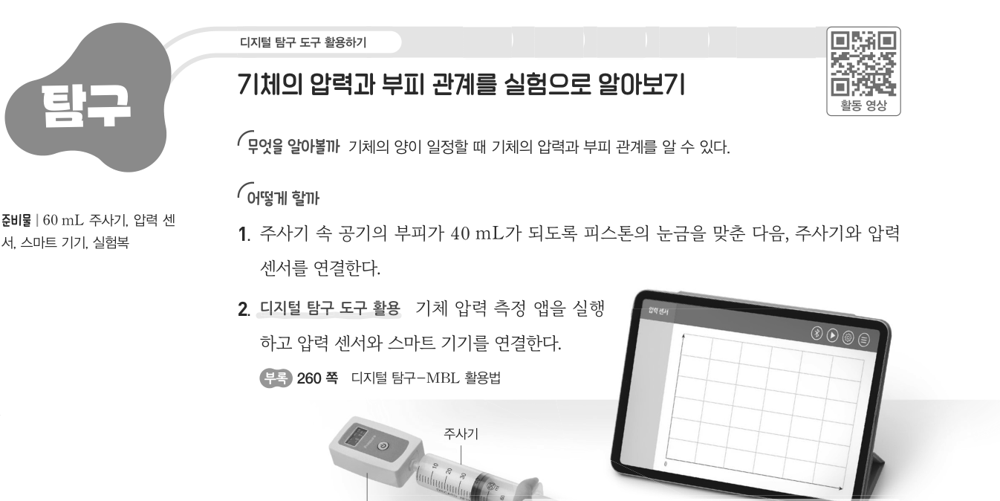 디지털 탐구 도구 활용하기
탐구
기체의 압력과 부피 관계를 실험으로 알아보기
활동 영상
무엇을 알아볼까 기체의 양이 일정할 때 기체의 압력과 부피 관계를 알 수 있다.
어떻게 할까
준비물 | 60 mL 주사기, 압력 센
서, 스마트 기기, 실험복
1. 주사기 속 공기의 부피가 40 mL가 되도록 피스톤의 눈금을 맞춘 다음, 주사기와 압력
센서를 연결한다.
2. 디지털 탐구 도구 활용 기체 압력 측정 앱을 실행
하고 압력 센서와 스마트 기기를 연결한다.
부록 260 쪽 디지털 탐구-MBL 활용법
압력 센서
0
주사기
10 20 30